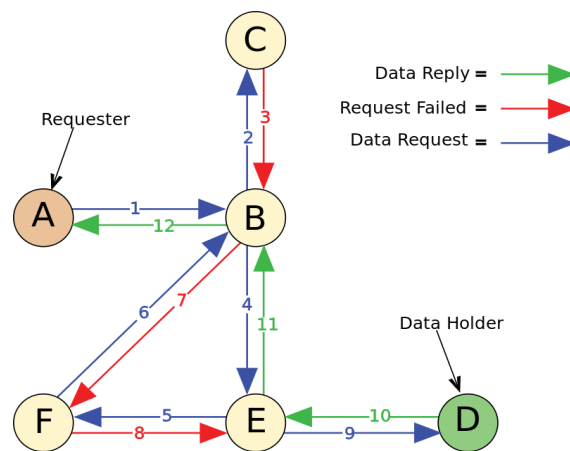 C
Data Reply =
Request Failed =
Data Request =
3
2
Requester
A
1
12
B
6
7
4
11
Data Holder
F
5
8
E
10
9
D